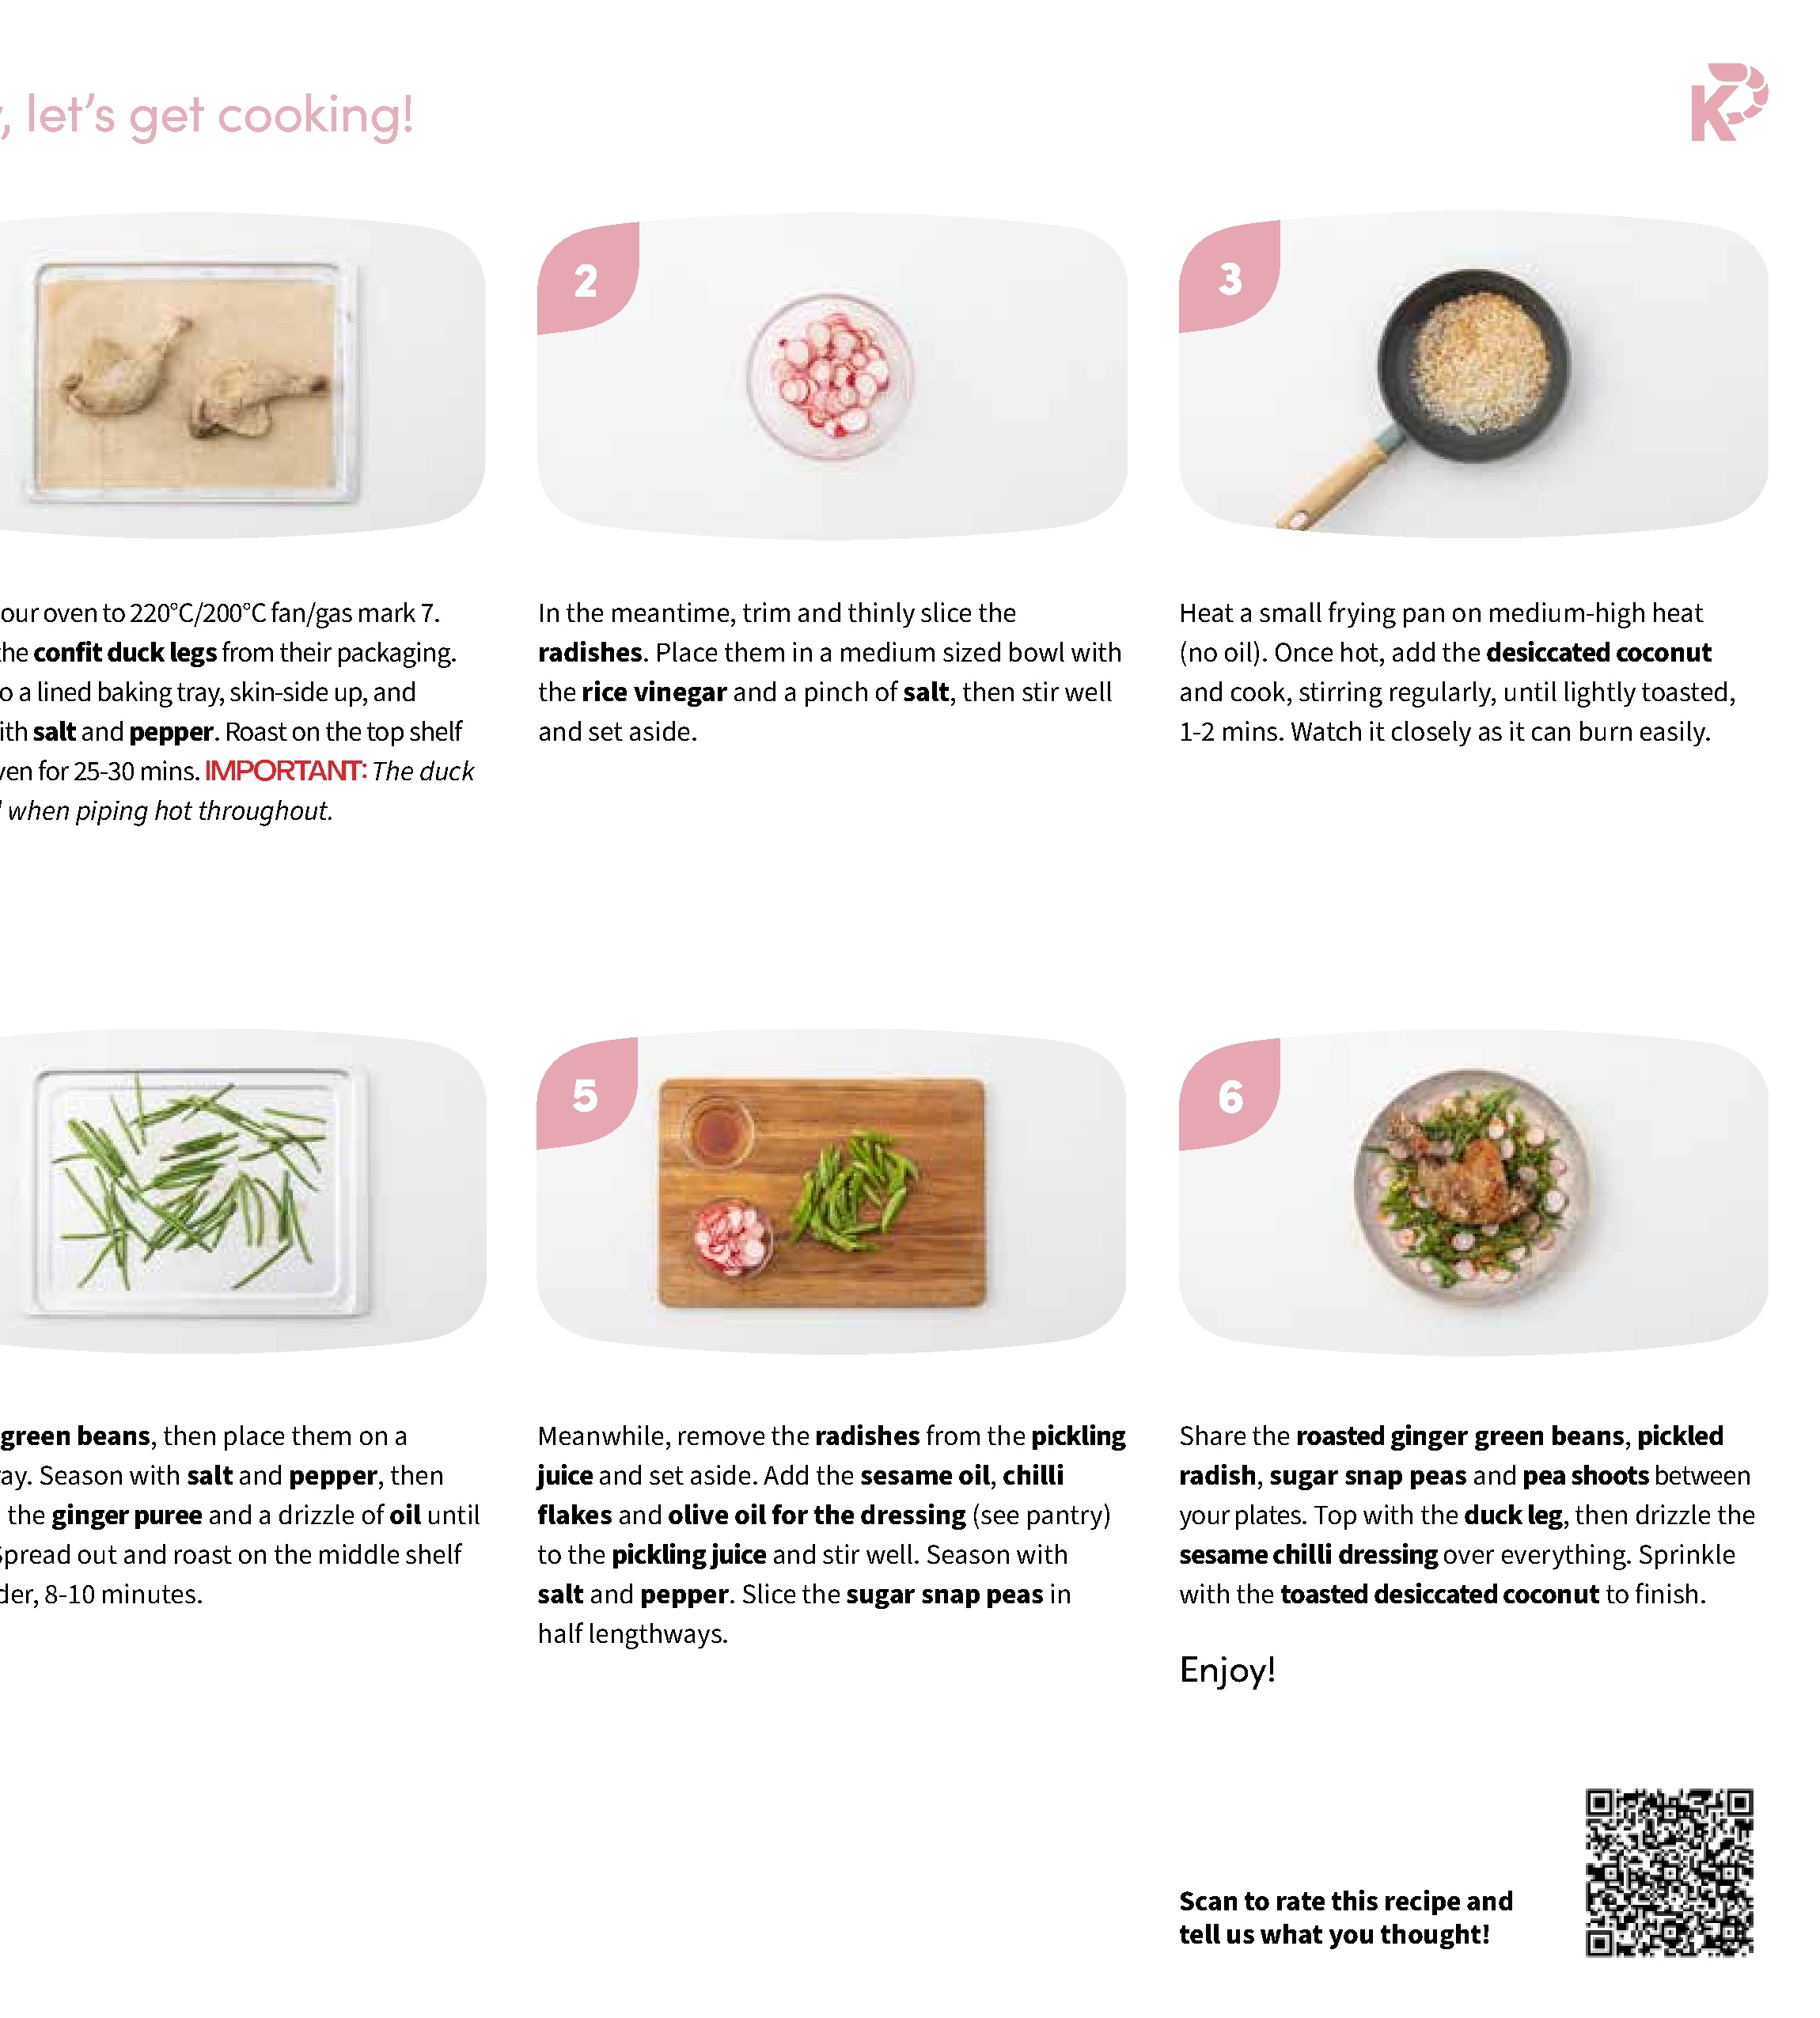 , let's get cooking!
our oven to 220°C/200°C fan/gas mark 7.
the confit duck legs from their packaging.
o a lined baking tray, skin-side up, and
ith salt and pepper. Roast on the top shelf
ven for 25-30 mins. IMPORTANT: The duck
when piping hot throughout.
2
In the meantime, trim and thinly slice the
radishes. Place them in a medium sized bowl with
the rice vinegar and a pinch of salt, then stir well
and set aside.
3
Heat a small frying pan on medium-high heat
(no oil). Once hot, add the desiccated coconut
and cook, stirring regularly, until lightly toasted,
1-2 mins. Watch it closely as it can burn easily.
green beans, then place them on a
ay. Season with salt and pepper, then
the ginger puree and a drizzle of oil until
Spread out and roast on the middle shelf
der, 8-10 minutes.
5
Meanwhile, remove the radishes from the pickling
juice and set aside. Add the sesame oil, chilli
flakes and olive oil for the dressing (see pantry)
to the pickling juice and stir well. Season with
salt and pepper. Slice the sugar snap peas in
half lengthways.
6
Share the roasted ginger green beans, pickled
radish, sugar snap peas and pea shoots between
your plates. Top with the duck leg, then drizzle the
sesame chilli dressing over everything. Sprinkle
with the toasted desiccated coconut to finish.
Enjoy!
Scan to rate this recipe and
tell us what you thought!